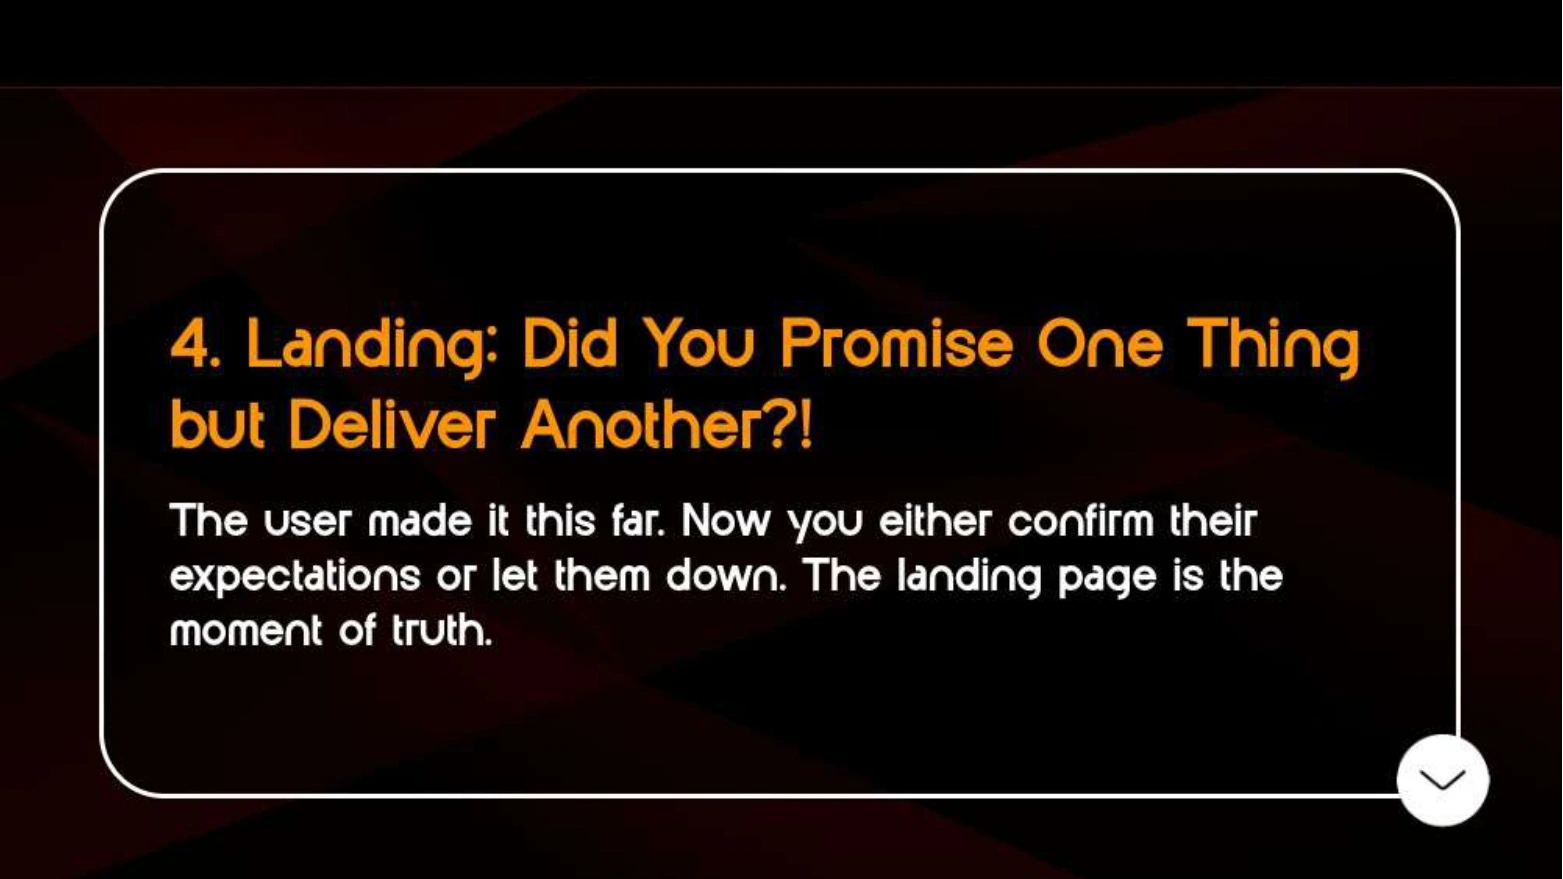 4. Landing: Did You Promise One Thing
but Deliver Another?!
The user made it this far. Now you either confirm their
expectations or let them down. The landing page is the
moment of truth.